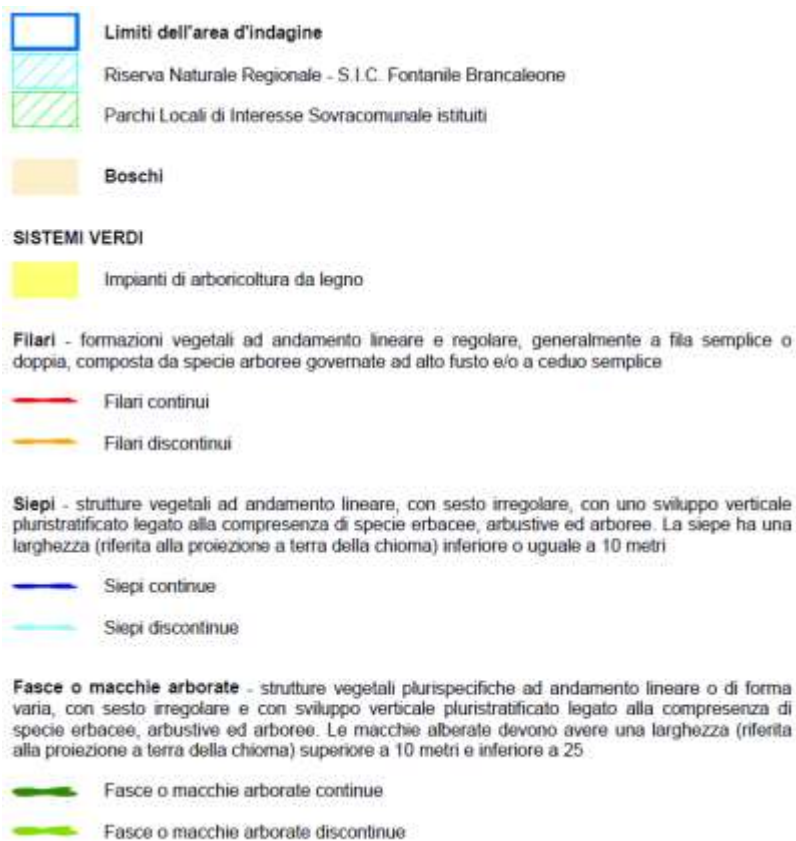 Limiti dell'area d'indagine
Riserva Naturale Regionale - S.I.C. Fontanile Brancaleone
Parchi Locali di Interesse Sovracomunale istituiti
Boschi
SISTEMI VERDI
Impianti di arboricoltura da legno
Filari - formazioni vegetali ad andamento lineare e regolare, generalmente a fila semplice o
doppia, composta da specie arboree governate ad alto fusto e/o a ceduo semplice
Filari continui
Filari discontinui
Siepi - strutture vegetali ad andamento lineare, con sesto irregolare, con uno sviluppo verticale
pluristratificato legato alla compresenza di specie erbacee, arbustive ed arboree. La siepe ha una
larghezza (riferita alla proiezione a terra della chioma) inferiore o uguale a 10 metri
Siepi continue
Siepi discontinue
Fasce o macchie arborate - strutture vegetali plurispecifiche ad andamento lineare o di forma
varia, con sesto irregolare e con sviluppo verticale pluristratificato legato alla compresenza di
specie erbacee, arbustive ed arboree. Le macchie alberate devono avere una larghezza (riferita
alla proiezione a terra della chioma) superiore a 10 metri e inferiore a 25
Fasce o macchie arborate continue
Fasce o macchie arborate discontinue